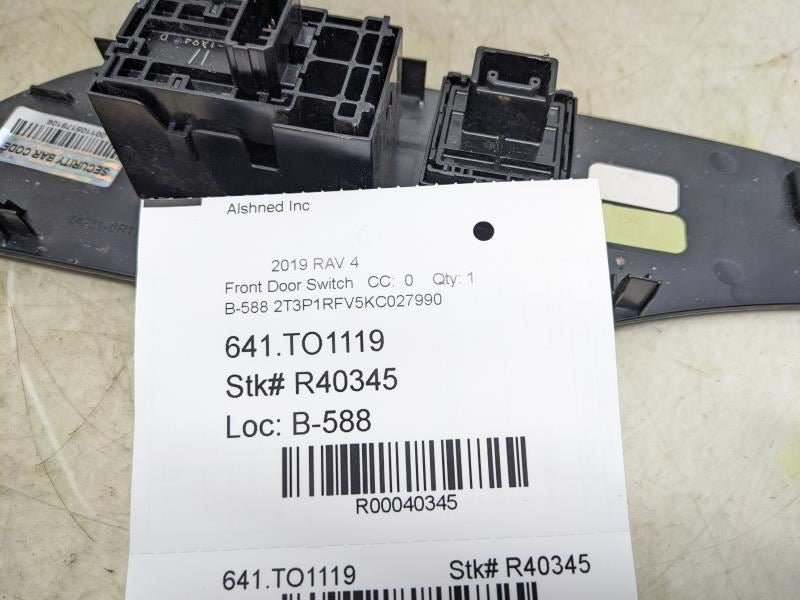 SECURITY BAR CODE
Alshned Inc
2019 RAV 4
Front Door Switch CC: 0 Qty: 1
B-588 2T3P1RFV5KC027990
641.TO1119
Stk# R40345
Loc: B-588
R00040345
641.TO1119 Stk# R40345